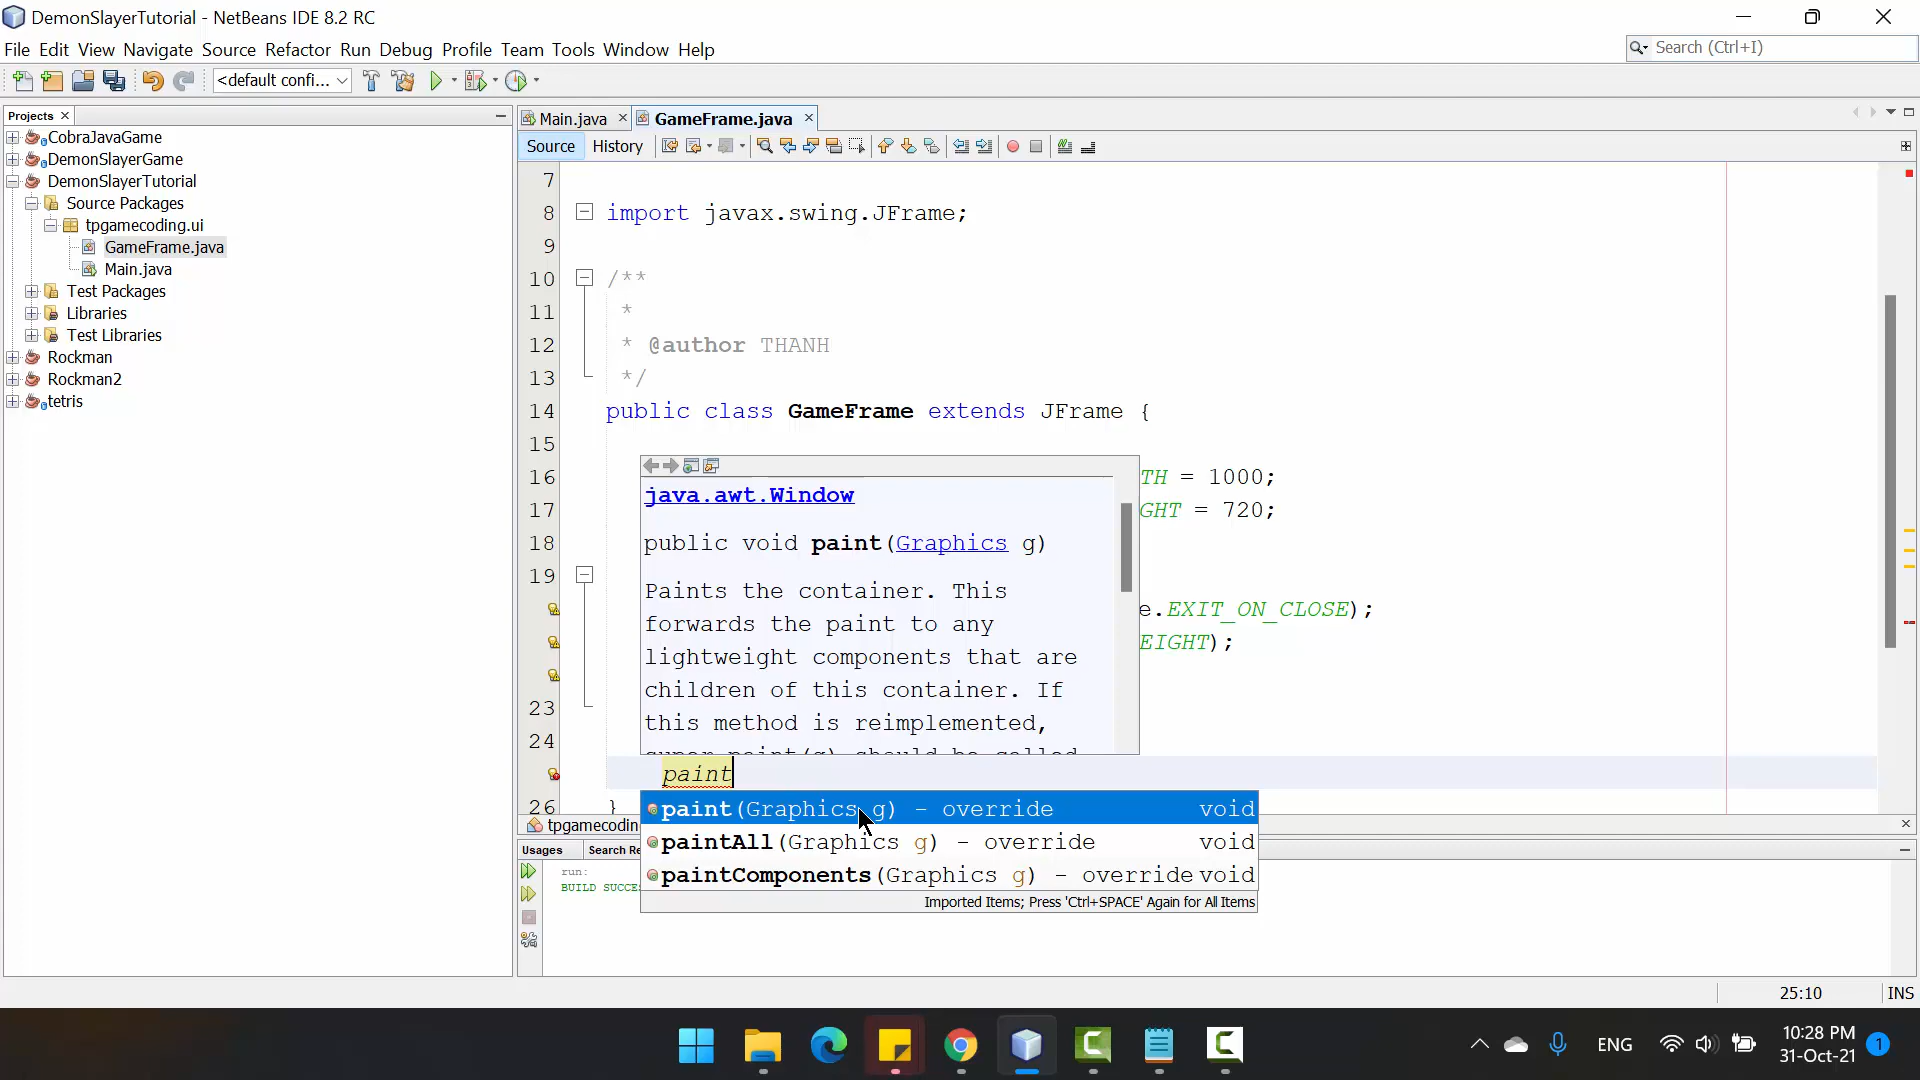 DemonSlayerTutorial - NetBeans IDE 8.2 RC
File Edit View Navigate Source Refactor Run Debug Profile Team Tools Window Help
Search (Ctrl+I)
<default confi...
Projects
Main.java
GameFrame.java
CobraJavaGame
DemonSlayerGame
DemonSlayerTutorial
Source Packages
tpgamecoding.ui
GameFrame.java
Main.java
Test Packages
Libraries
Test Libraries
Rockman
Rockman2
tetris
Source History
7
8 import javax.swing.JFrame;
9
10 /**
11 *
12 * @author THANH
13 */
14 public class GameFrame extends JFrame {
15
16 TH = 1000;
17 GHT = 720;
18
19
e.EXIT_ON_CLOSE);
EIGHT);
23
24
paint
26 }
java.awt.Window
public void paint(Graphics g)
Paints the container. This
forwards the paint to any
lightweight components that are
children of this container. If
this method is reimplemented,
super.paint(g) should be called
paint(Graphics g) - override void
paintAll(Graphics g) - override void
paintComponents(Graphics g) - override void
Imported Items; Press 'Ctrl+SPACE' Again for All Items
tpgamecodin
Usages Search Re
run:
BUILD SUCCES
25:10 INS
ENG
10:28 PM
31-Oct-21
1